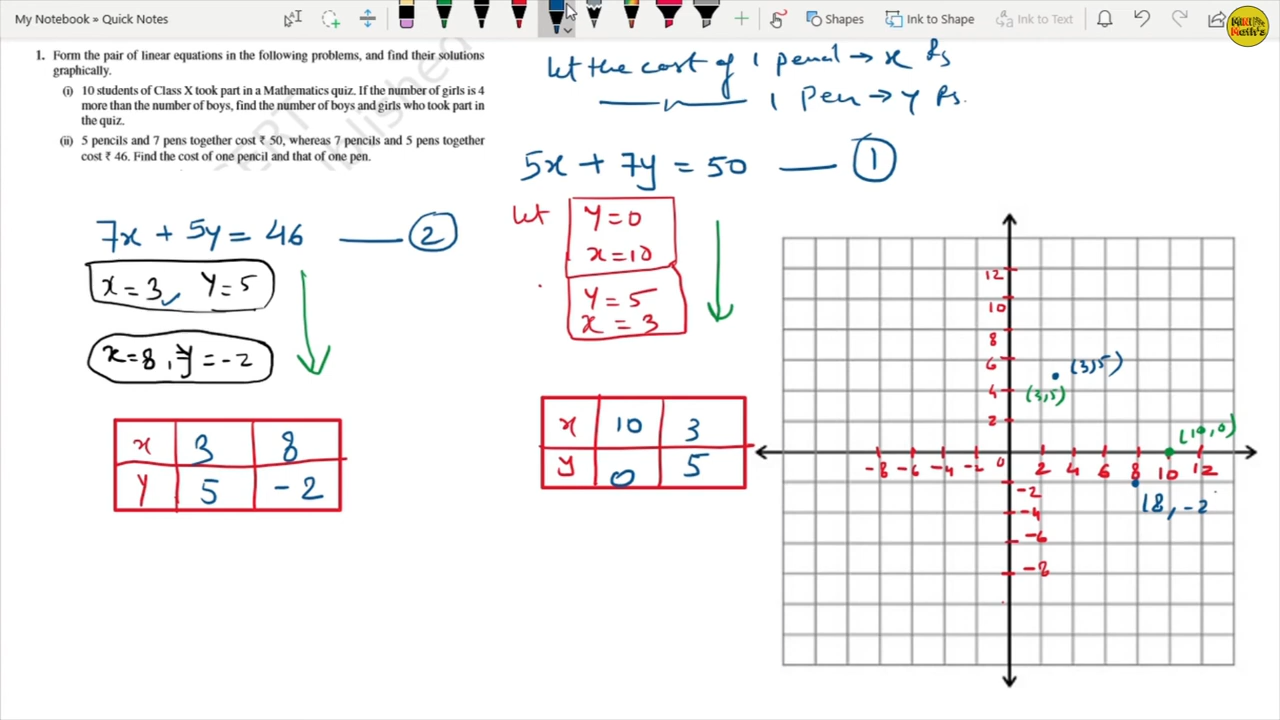 My Notebook » Quick Notes
Shapes
Ink to Shape
Ink to Text
Math's
1. Form the pair of linear equations in the following problems, and find their solutions
graphically.
(i) 10 students of Class X took part in a Mathematics quiz. If the number of girls is 4
more than the number of boys, find the number of boys and girls who took part in
the quiz.
(ii) 5 pencils and 7 pens together cost ₹ 50, whereas 7 pencils and 5 pens together
cost ₹ 46. Find the cost of one pencil and that of one pen.
let the cost of 1 pencil → x Rs
1 Pen → y Rs.
5x + 7y = 50 — 1
7x + 5y = 46 — 2
x = 3 y = 5
x = 8, y = -2
x 3 8
y 5 -2
let y = 0
x = 10
y = 5
x = 3
x 10 3
y 0 5
12
10
8
6
4
2
-8 -6 -4 -2 0 2 4 6 8 10 12
-2
-4
-6
-8
(3,5)
(3,5)
(10,0)
(8, -2